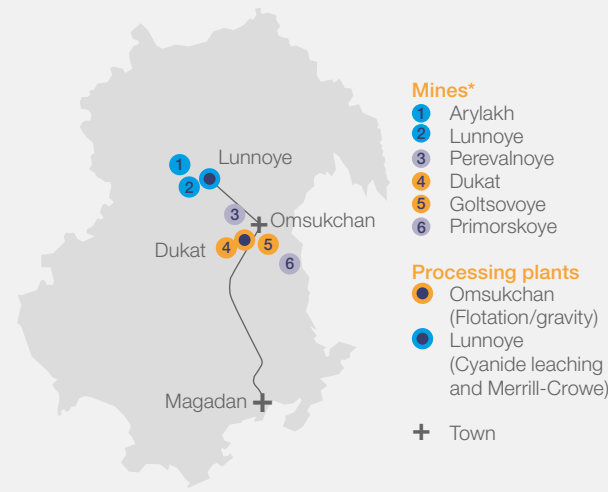 1
Lunnoye
2
3
Omsukchan
Dukat
4
5
6
Magadan
Mines*
1 Arylakh
2 Lunnoye
3 Perevalnoye
4 Dukat
5 Goltsovoye
6 Primorskoye
Processing plants
Omsukchan
(Flotation/gravity)
Lunnoye
(Cyanide leaching
and Merrill-Crowe)
Town